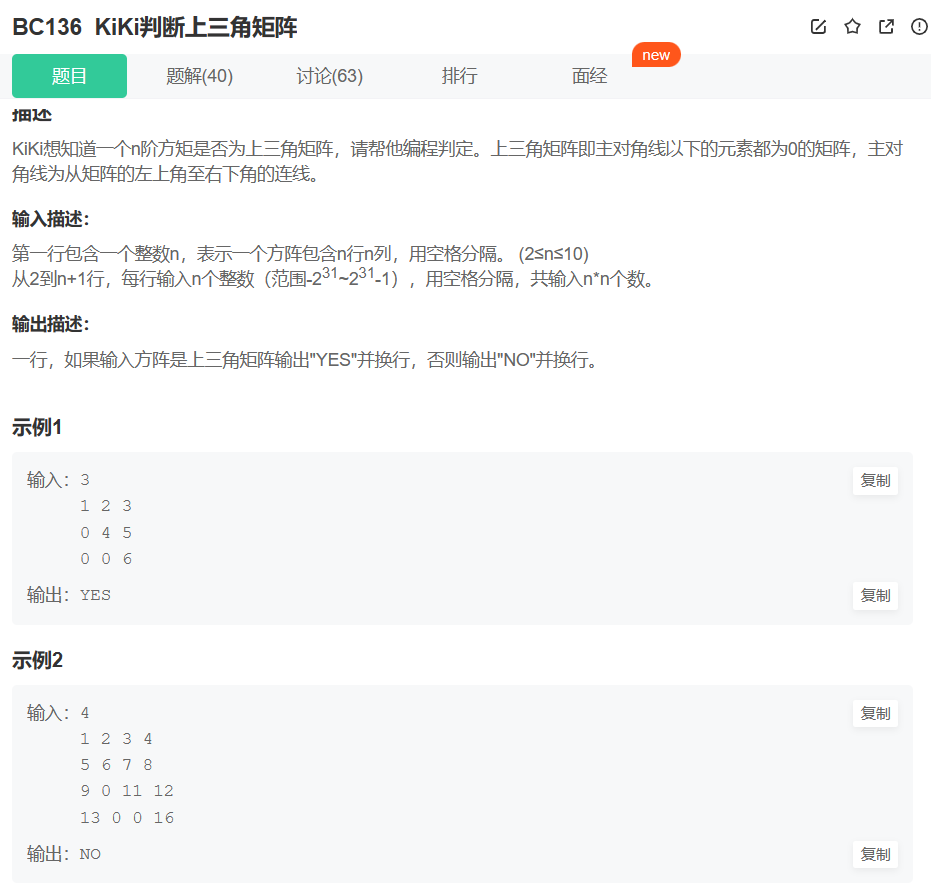 BC136 KiKi判断上三角矩阵
new
题目 题解(40) 讨论(63) 排行 面经
描述
KiKi想知道一个n阶方矩是否为上三角矩阵，请帮他编程判定。上三角矩阵即主对角线以下的元素都为0的矩阵，主对
角线为从矩阵的左上角至右下角的连线。
输入描述：
第一行包含一个整数n，表示一个方阵包含n行n列，用空格分隔。 (2≤n≤10)
从2到n+1行，每行输入n个整数（范围-2^31~2^31-1），用空格分隔，共输入n*n个数。
输出描述：
一行，如果输入方阵是上三角矩阵输出"YES"并换行，否则输出"NO"并换行。
示例1
输入：3 复制
1 2 3
0 4 5
0 0 6
输出：YES 复制
示例2
输入：4 复制
1 2 3 4
5 6 7 8
9 0 11 12
13 0 0 16
输出：NO 复制